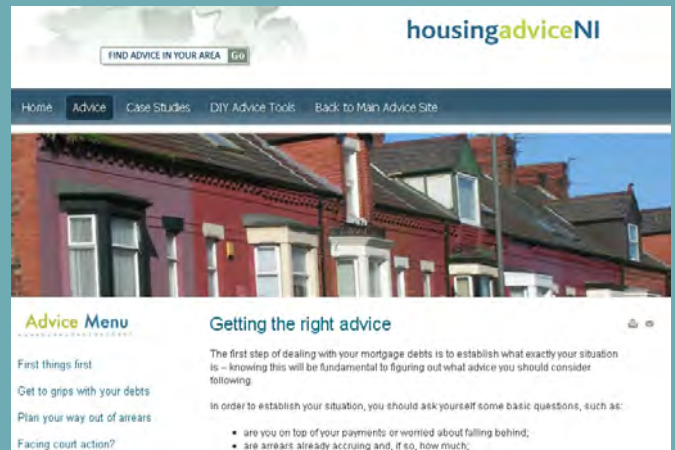 housingadviceNI
FIND ADVICE IN YOUR AREA Go
Home Advice Case Studies DIY Advice Tools Back to Main Advice Site
Advice Menu
First things first
Get to grips with your debts
Plan your way out of arrears
Facing court action?
Getting the right advice
The first step of dealing with your mortgage debts is to establish what exactly your situation
is – knowing this will be fundamental to figuring out what advice you should consider
following.
In order to establish your situation, you should ask yourself some basic questions, such as:
• are you on top of your payments or worried about falling behind;
• are arrears already accruing and, if so, how much;